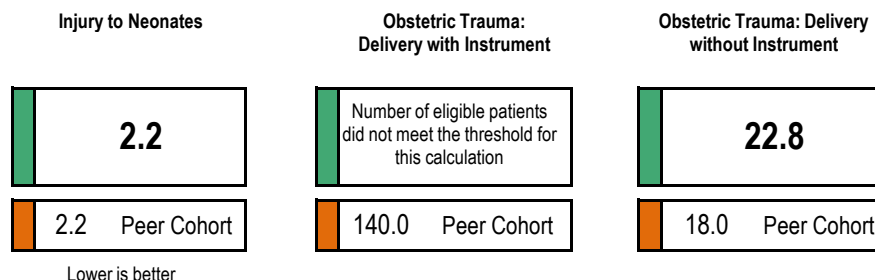 Injury to Neonates
2.2
2.2 Peer Cohort
Lower is better
Obstetric Trauma:
Delivery with Instrument
Number of eligible patients
did not meet the threshold for
this calculation
140.0 Peer Cohort
Obstetric Trauma: Delivery
without Instrument
22.8
18.0 Peer Cohort